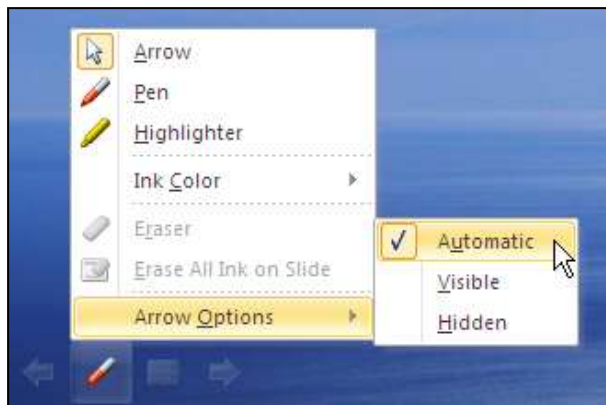 Arrow
Pen
Highlighter
Ink Color
Eraser
Erase All Ink on Slide
Arrow Options
Automatic
Visible
Hidden